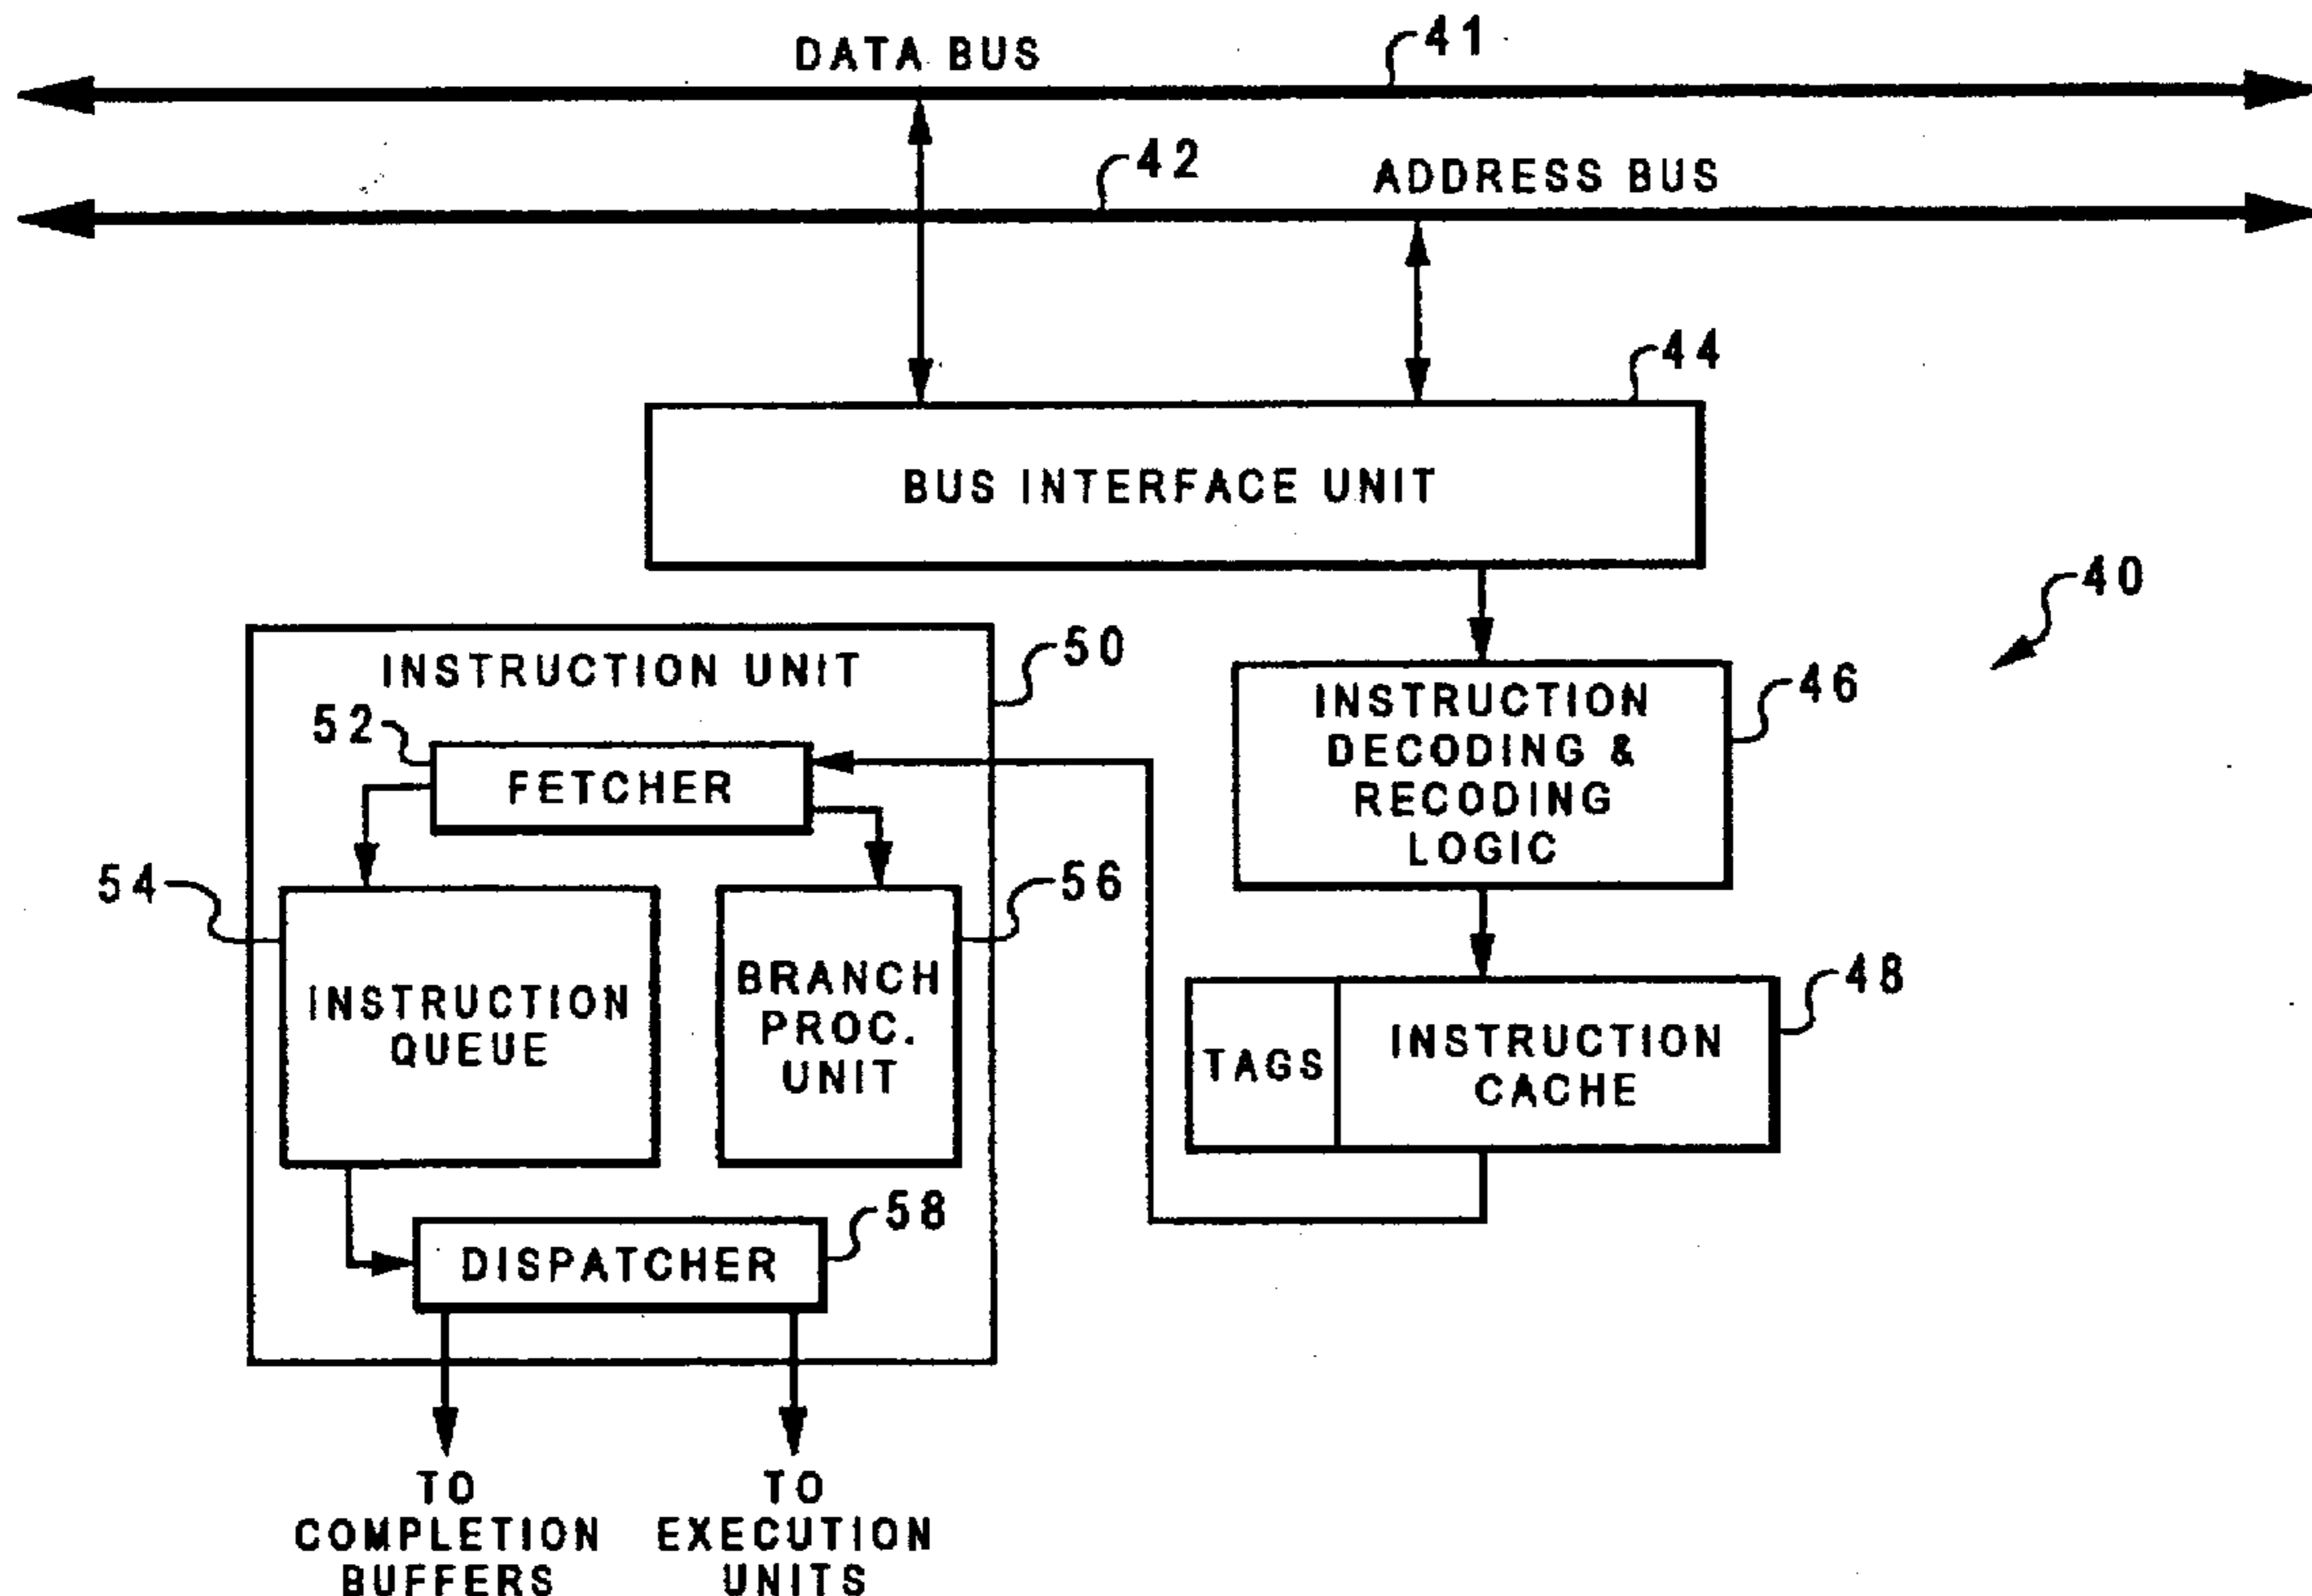 DATA BUS
41
42
ADDRESS BUS
44
BUS INTERFACE UNIT
40
INSTRUCTION UNIT
50
52
FETCHER
INSTRUCTION
DECODING &
RECODING
LOGIC
46
54
INSTRUCTION
QUEUE
BRANCH
PROC.
UNIT
56
TAGS
INSTRUCTION
CACHE
48
DISPATCHER
58
TO
COMPLETION
BUFFERS
TO
EXECUTION
UNITS